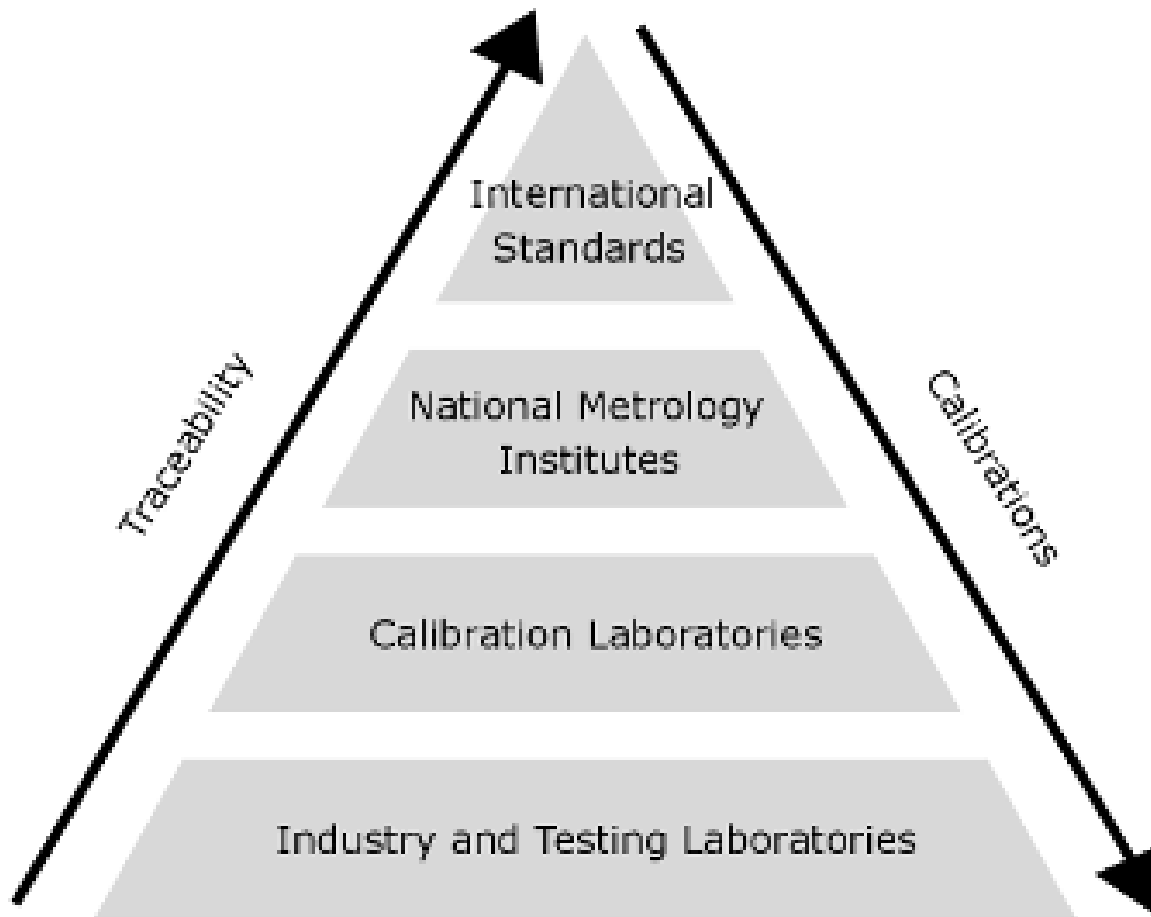 International
Standards
National Metrology
Institutes
Traceability
Calibrations
Calibration Laboratories
Industry and Testing Laboratories